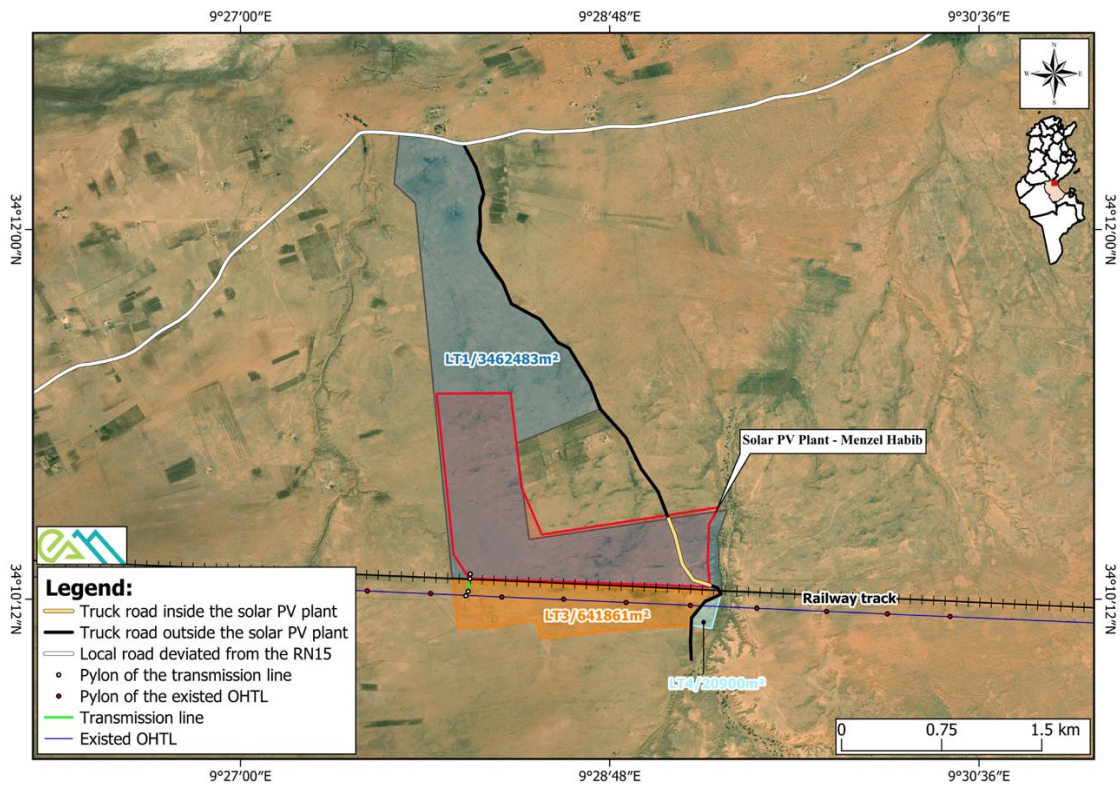 9°27′00″E
9°28′48″E
9°30′36″E
N
W
E
S
34°12′00″N
34°12′00″N
LT1/3462483m²
Solar PV Plant - Menzel Habib
34°10′12″N
34°10′12″N
Railway track
LT3/641861m²
LT4/20900m²
Legend:
Truck road inside the solar PV plant
Truck road outside the solar PV plant
Local road deviated from the RN15
Pylon of the transmission line
Pylon of the existed OHTL
Transmission line
Existed OHTL
0 0.75 1.5 km
9°27′00″E
9°28′48″E
9°30′36″E